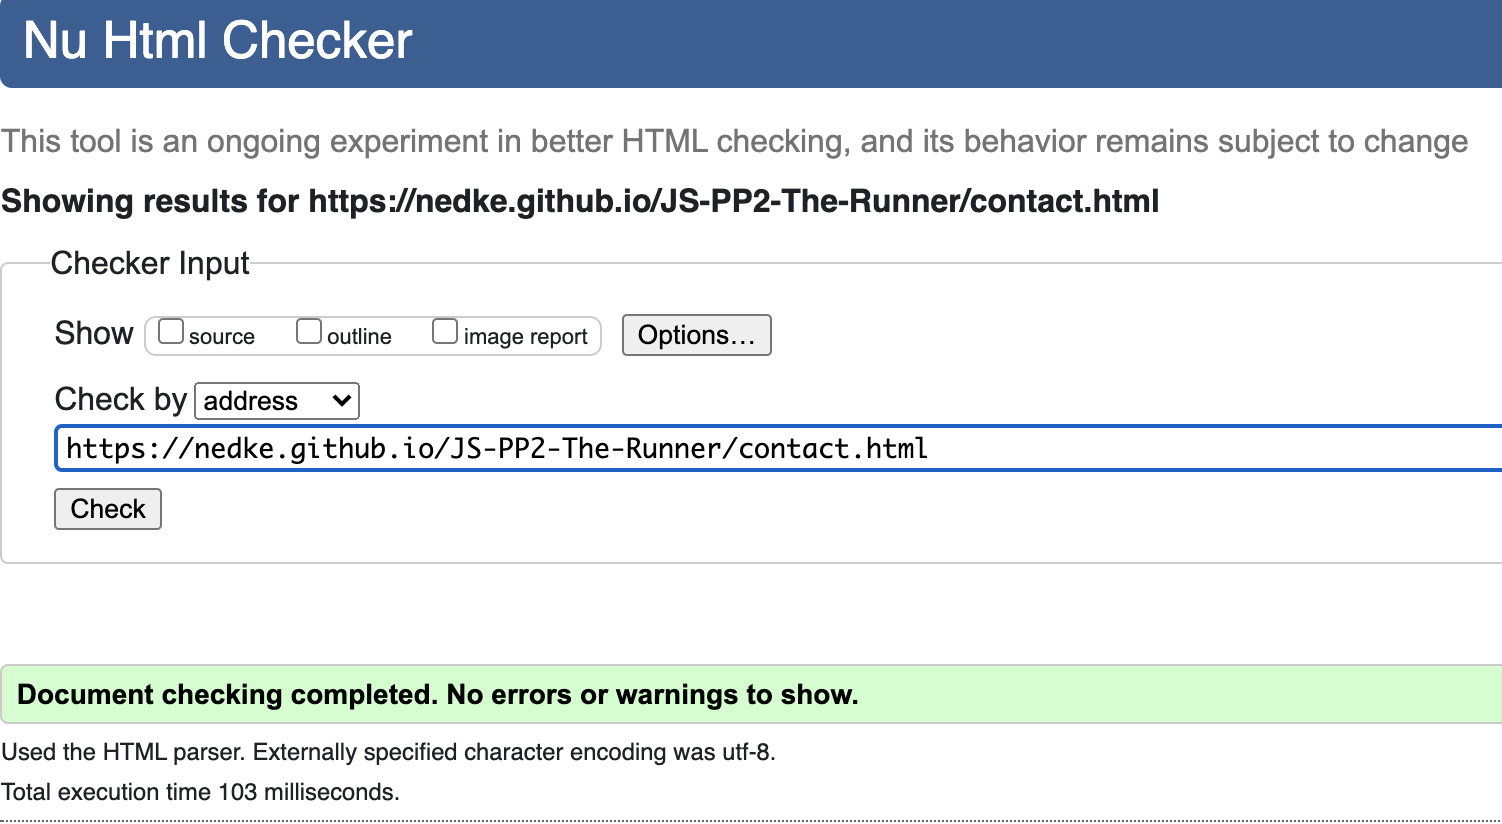 Nu Html Checker
This tool is an ongoing experiment in better HTML checking, and its behavior remains subject to change
Showing results for https://nedke.github.io/JS-PP2-The-Runner/contact.html
Checker Input
Show source outline image report Options...
Check by address
https://nedke.github.io/JS-PP2-The-Runner/contact.html
Check
Document checking completed. No errors or warnings to show.
Used the HTML parser. Externally specified character encoding was utf-8.
Total execution time 103 milliseconds.